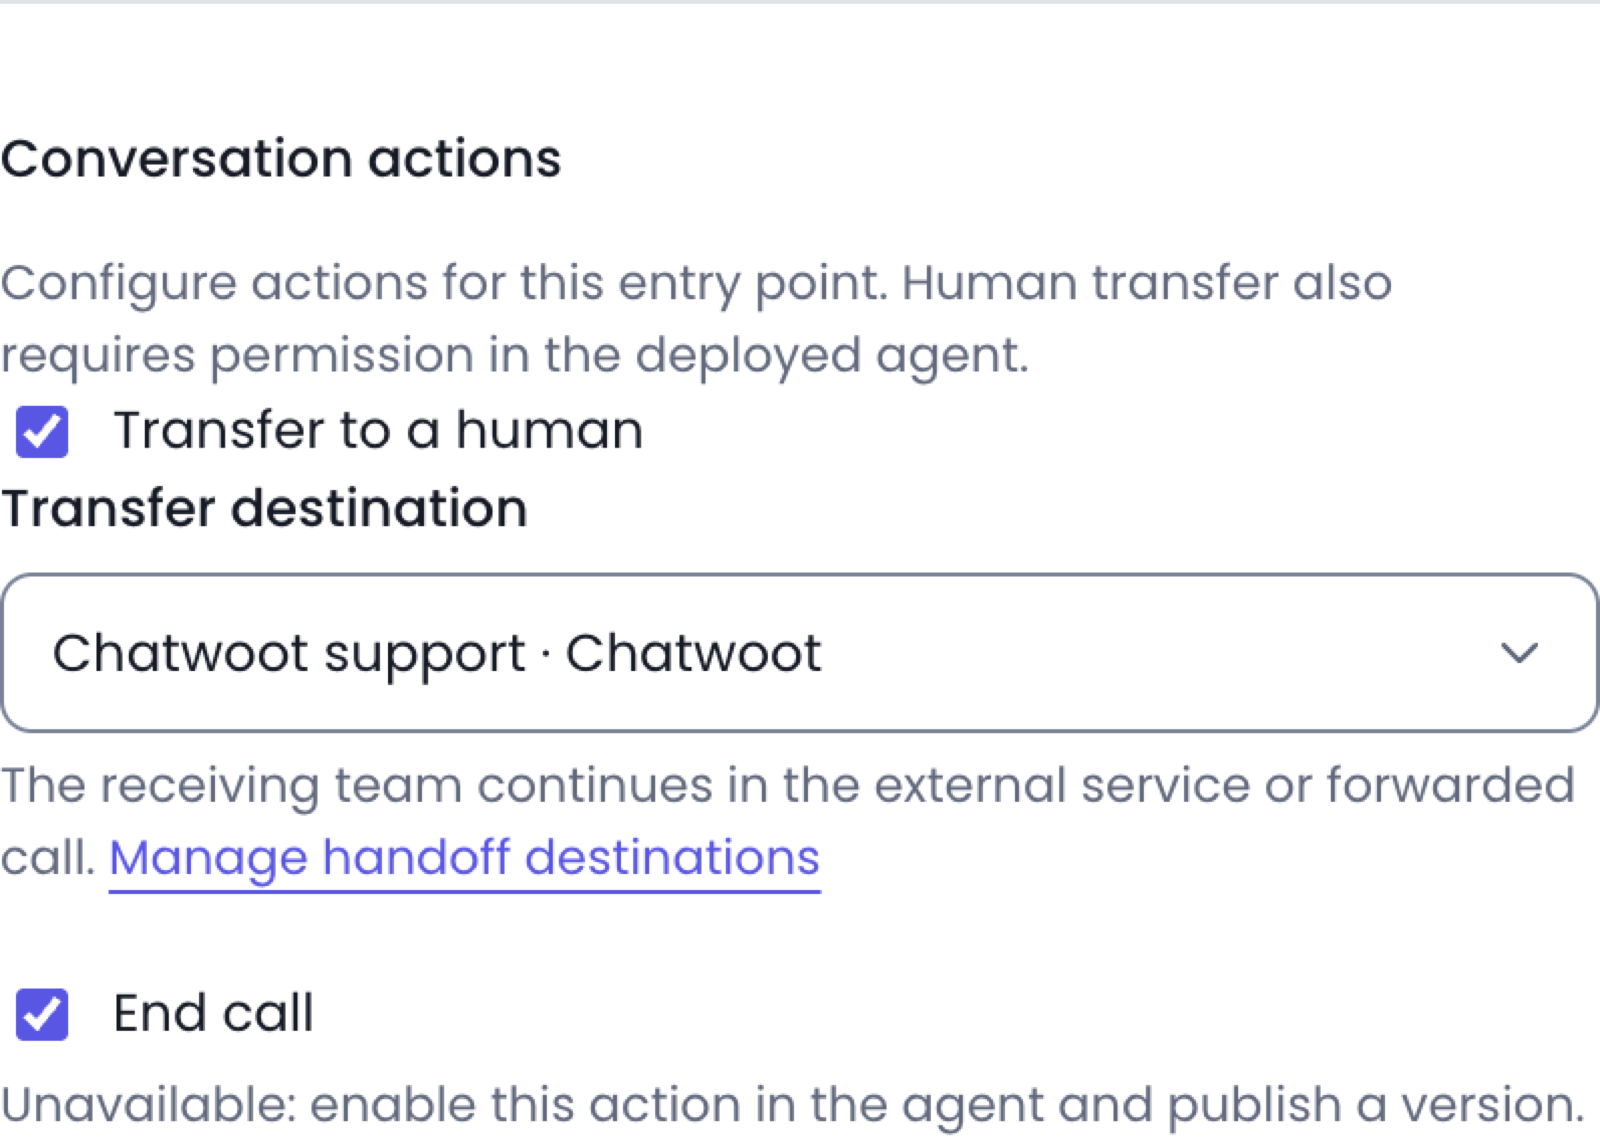 Conversation actions
Configure actions for this entry point. Human transfer also
requires permission in the deployed agent.
Transfer to a human
Transfer destination
Chatwoot support · Chatwoot
The receiving team continues in the external service or forwarded
call. Manage handoff destinations
End call
Unavailable: enable this action in the agent and publish a version.